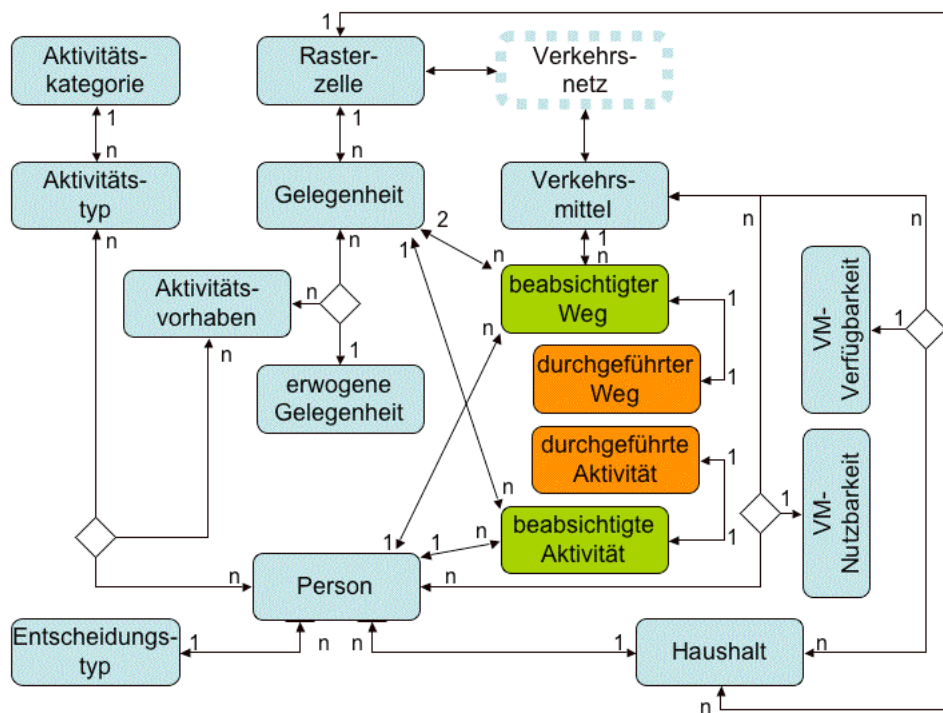 1
Aktivitäts-
kategorie
Raster-
zelle
Verkehrs-
netz
1
n
1
n
Aktivitäts-
typ
Gelegenheit
Verkehrs-
mittel
n
2
1
n
n
n
1
n
n
n
Aktivitäts-
vorhaben
n
beabsichtigter
Weg
1
VM-
Verfügbarkeit
1
n
n
1
erwogene
Gelegenheit
durchgeführter
Weg
1
durchgeführte
Aktivität
1
VM-
Nutzbarkeit
1
n
beabsichtigte
Aktivität
1
1
1
n
n
Person
n
Entscheidungs-
typ
1
n
n
1
Haushalt
n
n